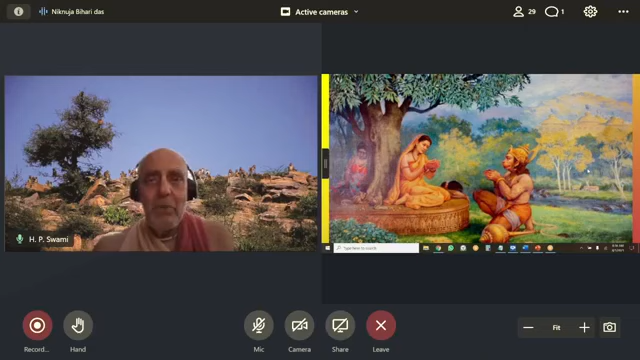 Niknuja Bihari das
Active cameras
29
1
H. P. Swami
Type here to search
Record...
Hand
Mic
Camera
Share
Leave
Fit